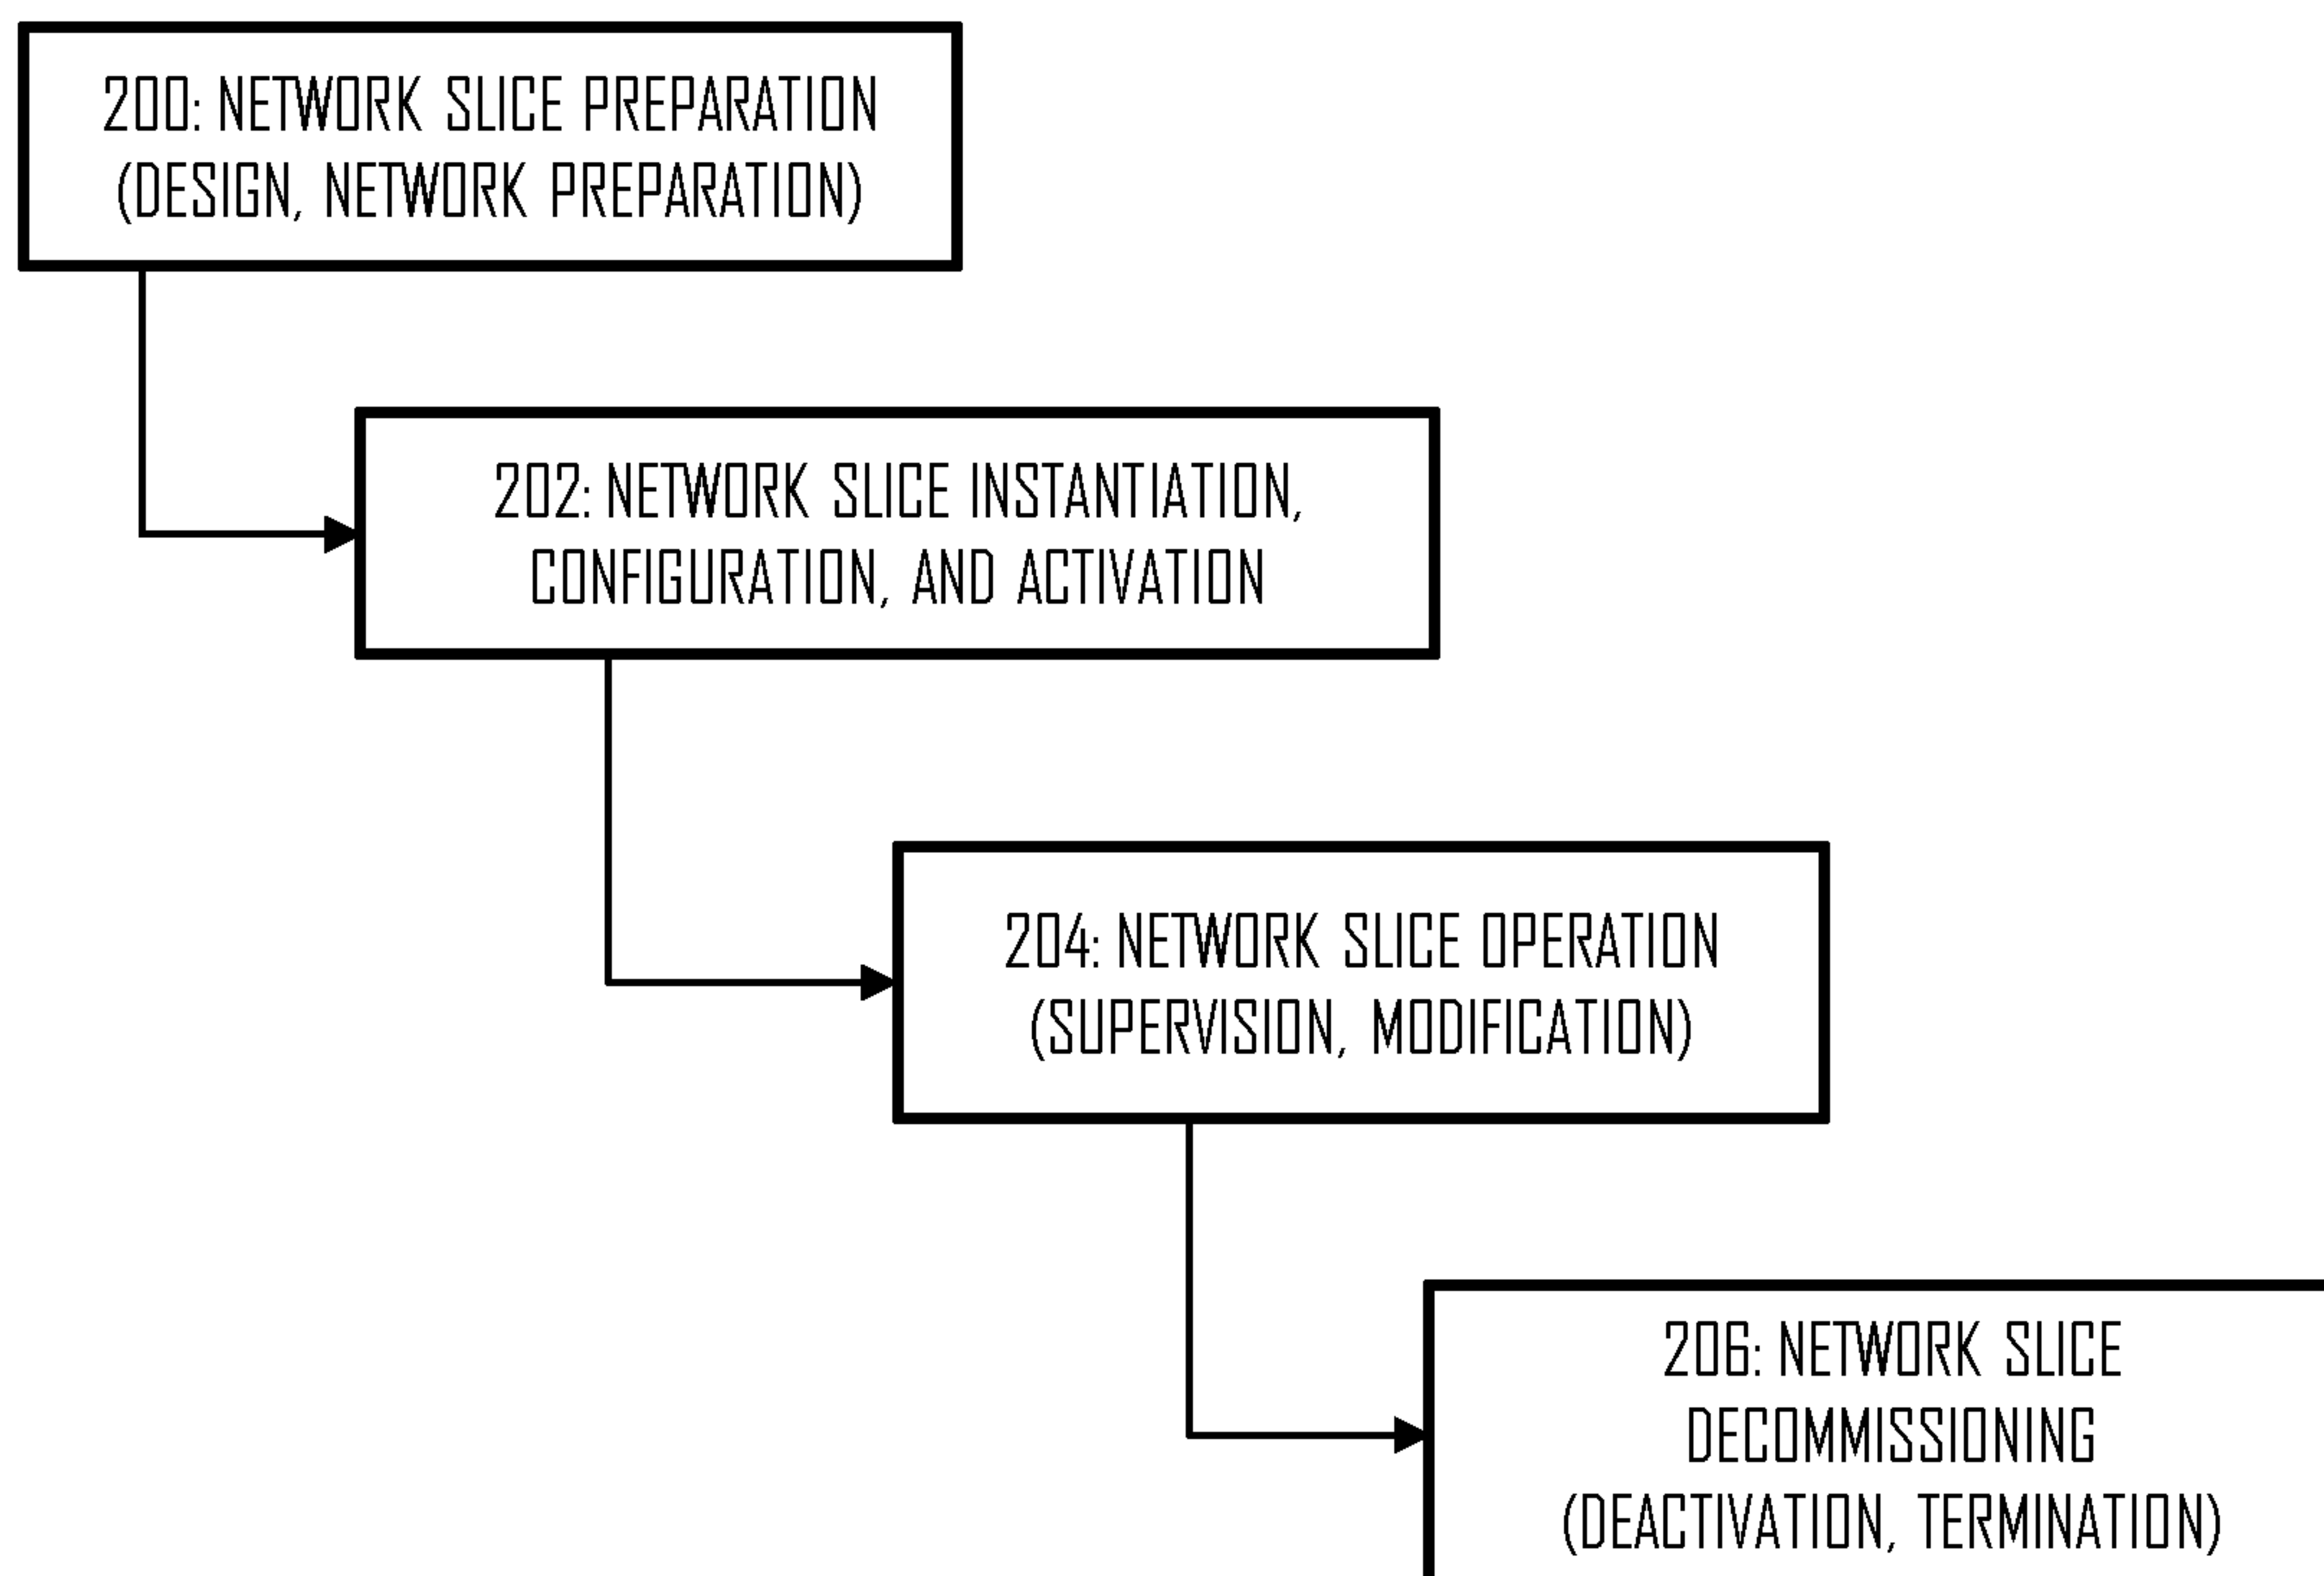 200: NETWORK SLICE PREPARATION
(DESIGN, NETWORK PREPARATION)
202: NETWORK SLICE INSTANTIATION,
CONFIGURATION, AND ACTIVATION
204: NETWORK SLICE OPERATION
(SUPERVISION, MODIFICATION)
206: NETWORK SLICE
DECOMMISSIONING
(DEACTIVATION, TERMINATION)